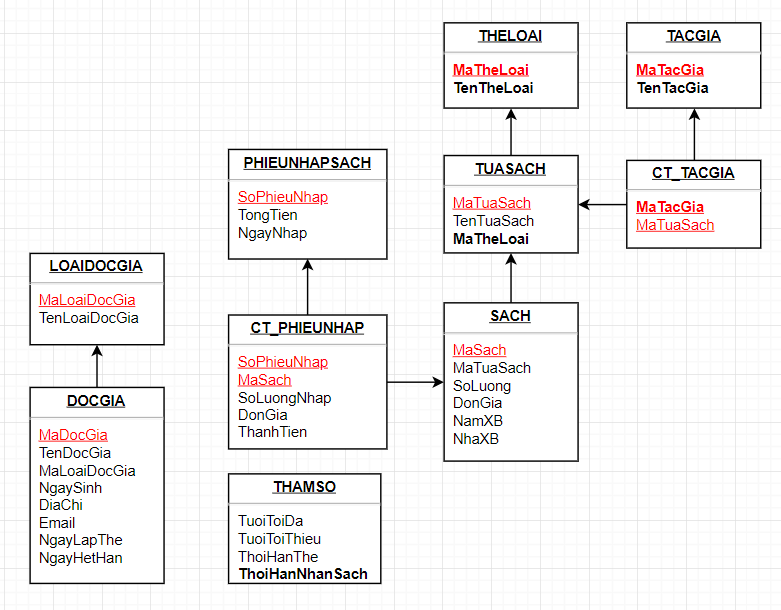 THELOAI
MaTheLoai
TenTheLoai
TACGIA
MaTacGia
TenTacGia
PHIEUNHAPSACH
SoPhieuNhap
TongTien
NgayNhap
TUASACH
MaTuaSach
TenTuaSach
MaTheLoai
CT_TACGIA
MaTacGia
MaTuaSach
LOAIDOCGIA
MaLoaiDocGia
TenLoaiDocGia
CT_PHIEUNHAP
SoPhieuNhap
MaSach
SoLuongNhap
DonGia
ThanhTien
SACH
MaSach
MaTuaSach
SoLuong
DonGia
NamXB
NhaXB
DOCGIA
MaDocGia
TenDocGia
MaLoaiDocGia
NgaySinh
DiaChi
Email
NgayLapThe
NgayHetHan
THAMSO
TuoiToiDa
TuoiToiThieu
ThoiHanThe
ThoiHanNhanSach